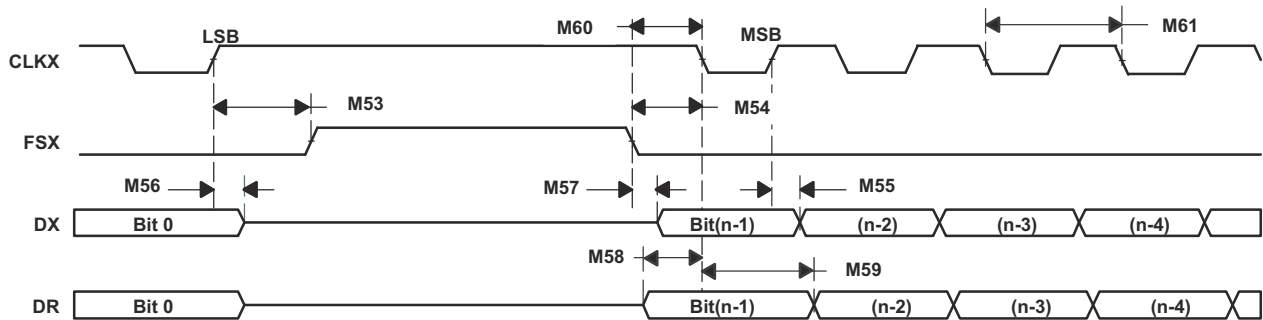 LSB M60 MSB M61
CLKX
M53 M54
FSX
M56 M57 M55
DX Bit 0 Bit(n-1) (n-2) (n-3) (n-4)
M58 M59
DR Bit 0 Bit(n-1) (n-2) (n-3) (n-4)